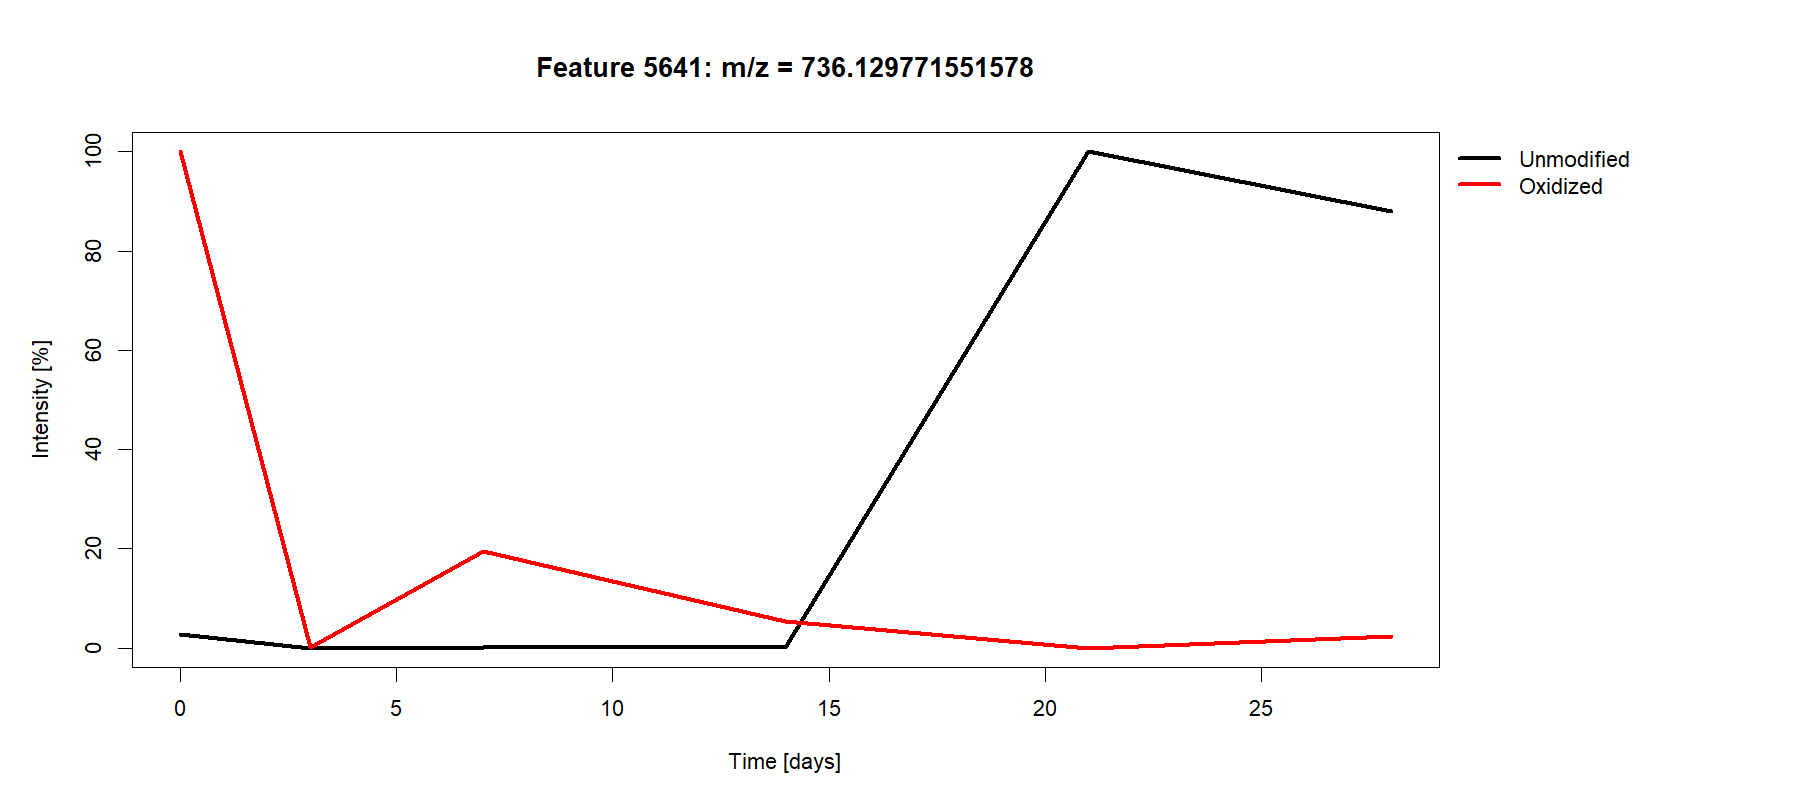 Feature 5641: m/z = 736.129771551578
Unmodified
Oxidized
Intensity [%]
100
80
60
40
20
0
0 5 10 15 20 25
Time [days]